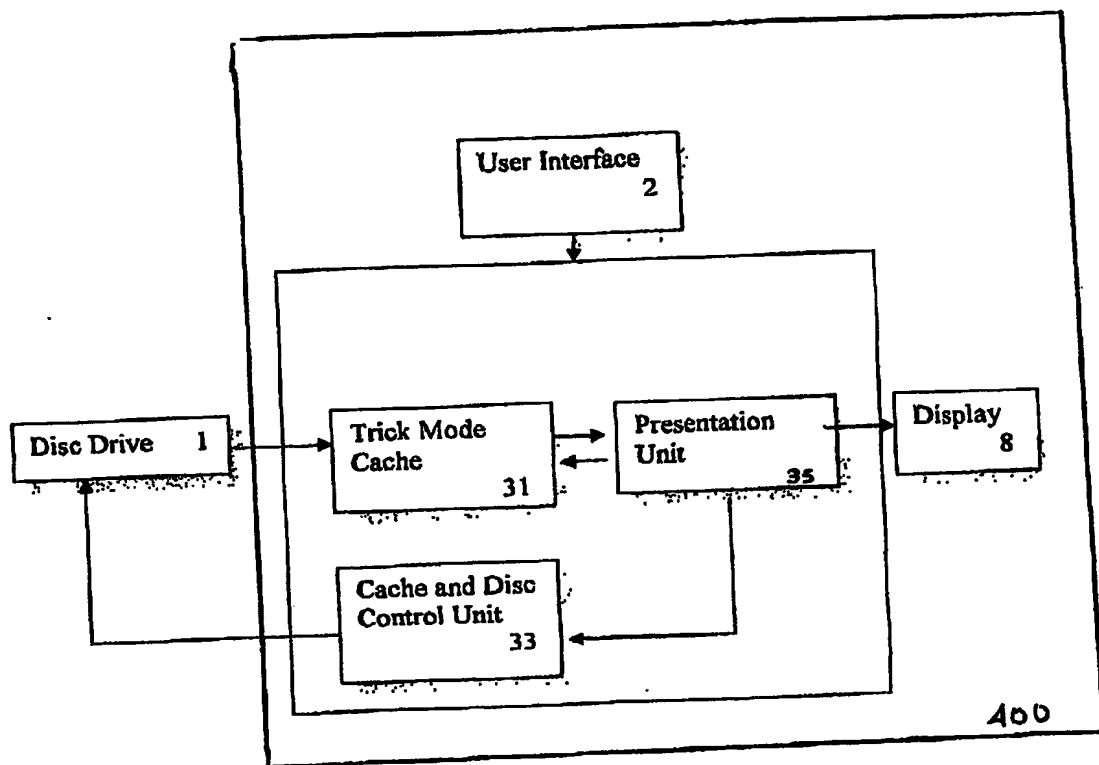 User Interface
2
Disc Drive 1
Trick Mode
Cache
31
Presentation
Unit
35
Display
8
Cache and Disc
Control Unit
33
400